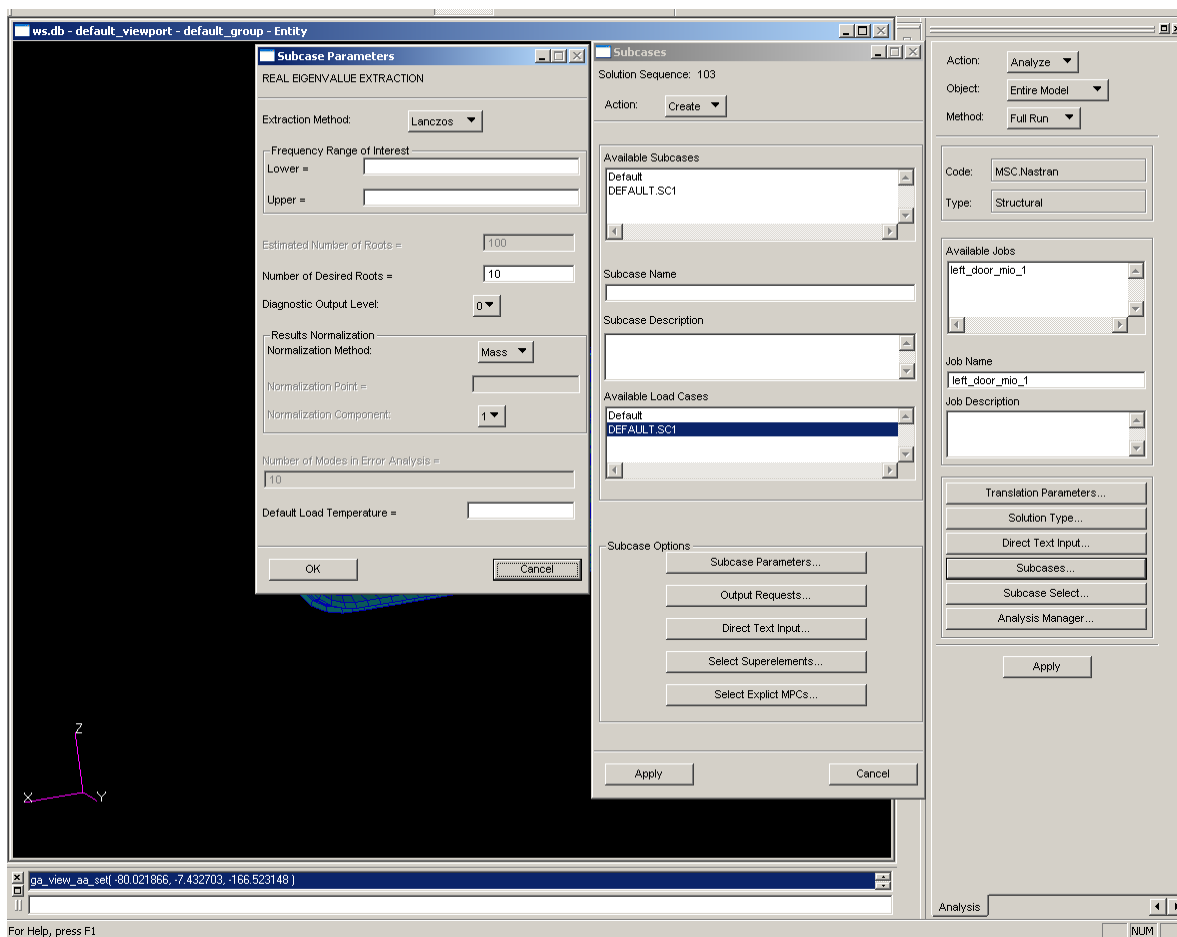 ws.db - default_viewport - default_group - Entity
Subcase Parameters
REAL EIGENVALUE EXTRACTION
Extraction Method:
Lanczos
Frequency Range of Interest
Lower =
Upper =
Estimated Number of Roots =
100
Number of Desired Roots =
10
Diagnostic Output Level:
0
Results Normalization
Normalization Method:
Mass
Normalization Point =
Normalization Component:
1
Number of Modes in Error Analysis =
10
Default Load Temperature =
OK
Cancel
Subcases
Solution Sequence: 103
Action:
Create
Available Subcases
Default
DEFAULT.SC1
Subcase Name
Subcase Description
Available Load Cases
Default
DEFAULT.SC1
Subcase Options
Subcase Parameters...
Output Requests...
Direct Text Input...
Select Superelements...
Select Explict MPCs...
Apply
Cancel
Action:
Analyze
Object:
Entire Model
Method:
Full Run
Code:
MSC.Nastran
Type:
Structural
Available Jobs
left_door_mio_1
Job Name
left_door_mio_1
Job Description
Translation Parameters...
Solution Type...
Direct Text Input...
Subcases...
Subcase Select...
Analysis Manager...
Apply
Z
X
Y
ga_view_aa_set( -80.021866, -7.432703, -166.523148 )
Analysis
For Help, press F1
NUM